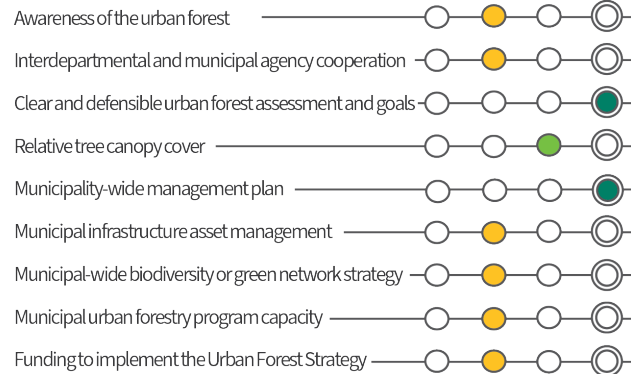 Awareness of the urban forest
Interdepartmental and municipal agency cooperation
Clear and defensible urban forest assessment and goals
Relative tree canopy cover
Municipality-wide management plan
Municipal infrastructure asset management
Municipal-wide biodiversity or green network strategy
Municipal urban forestry program capacity
Funding to implement the Urban Forest Strategy